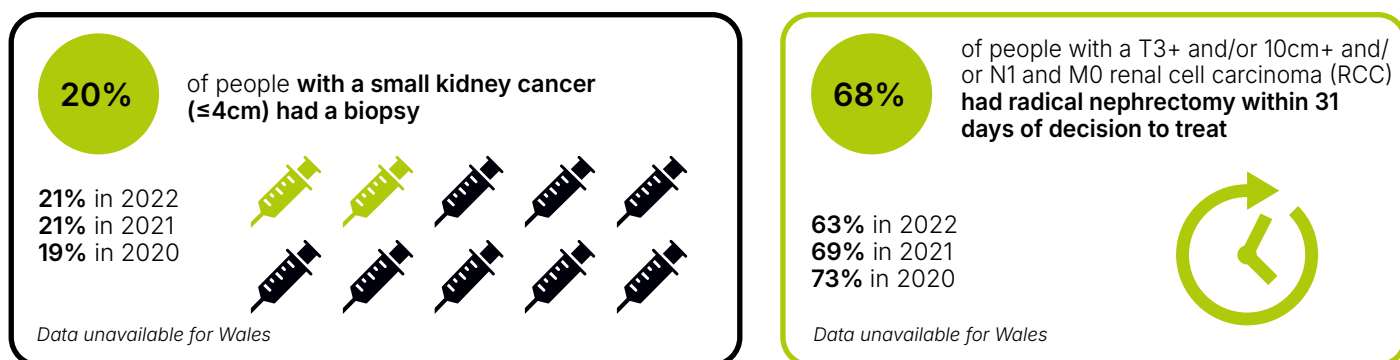 20%
of people with a small kidney cancer
(≤4cm) had a biopsy
21% in 2022
21% in 2021
19% in 2020
Data unavailable for Wales
68%
of people with a T3+ and/or 10cm+ and/
or N1 and M0 renal cell carcinoma (RCC)
had radical nephrectomy within 31
days of decision to treat
63% in 2022
69% in 2021
73% in 2020
Data unavailable for Wales